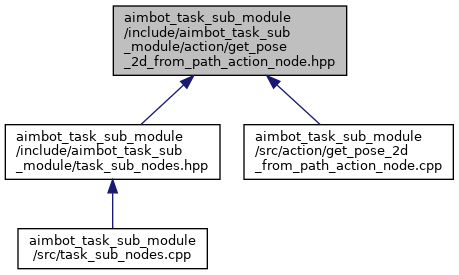 aimbot_task_sub_module
/include/aimbot_task_sub
_module/action/get_pose
_2d_from_path_action_node.hpp
aimbot_task_sub_module
/include/aimbot_task_sub
_module/task_sub_nodes.hpp
aimbot_task_sub_module
/src/action/get_pose_2d
_from_path_action_node.cpp
aimbot_task_sub_module
/src/task_sub_nodes.cpp